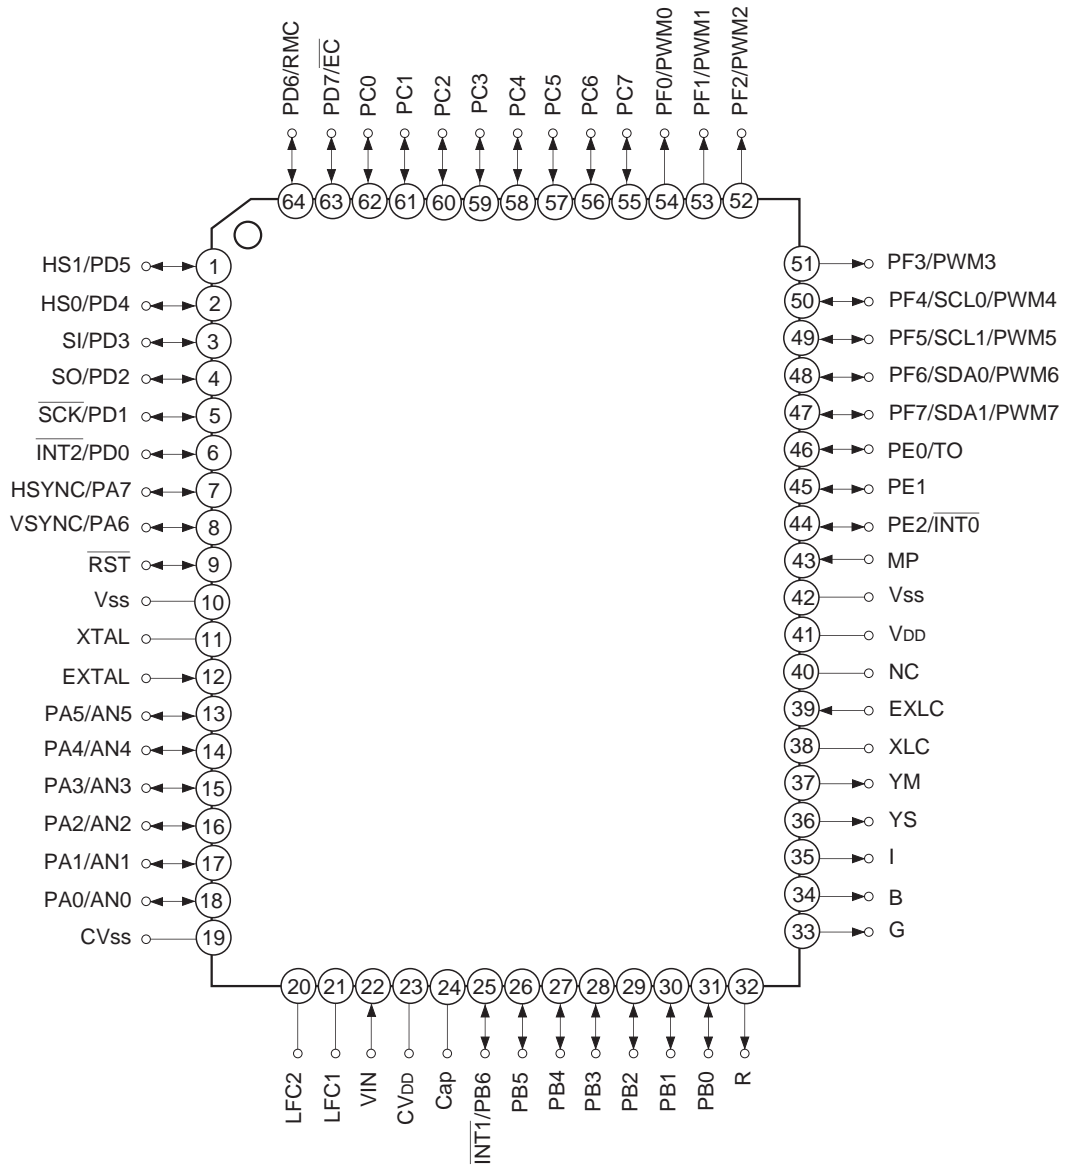 PD6/RMC
PD7/E̅C̅
PC0
PC1
PC2
PC3
PC4
PC5
PC6
PC7
PF0/PWM0
PF1/PWM1
PF2/PWM2
64
63
62
61
60
59
58
57
56
55
54
53
52
HS1/PD5 1
HS0/PD4 2
SI/PD3 3
SO/PD2 4
S̅C̅K̅/PD1 5
I̅N̅T̅2̅/PD0 6
HSYNC/PA7 7
VSYNC/PA6 8
R̅S̅T̅ 9
Vss 10
XTAL 11
EXTAL 12
PA5/AN5 13
PA4/AN4 14
PA3/AN3 15
PA2/AN2 16
PA1/AN1 17
PA0/AN0 18
CVss 19
51 PF3/PWM3
50 PF4/SCL0/PWM4
49 PF5/SCL1/PWM5
48 PF6/SDA0/PWM6
47 PF7/SDA1/PWM7
46 PE0/TO
45 PE1
44 PE2/I̅N̅T̅0̅
43 MP
42 Vss
41 VDD
40 NC
39 EXLC
38 XLC
37 YM
36 YS
35 I
34 B
33 G
20
21
22
23
24
25
26
27
28
29
30
31
32
LFC2
LFC1
VIN
CVDD
Cap
I̅N̅T̅1̅/PB6
PB5
PB4
PB3
PB2
PB1
PB0
R